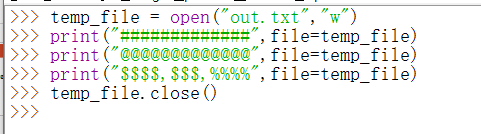 >>> temp_file = open("out.txt","w")
>>> print("#############",file=temp_file)
>>> print("@@@@@@@@@@@@@",file=temp_file)
>>> print("$$$$,$$$,%%%%",file=temp_file)
>>> temp_file.close()
>>>